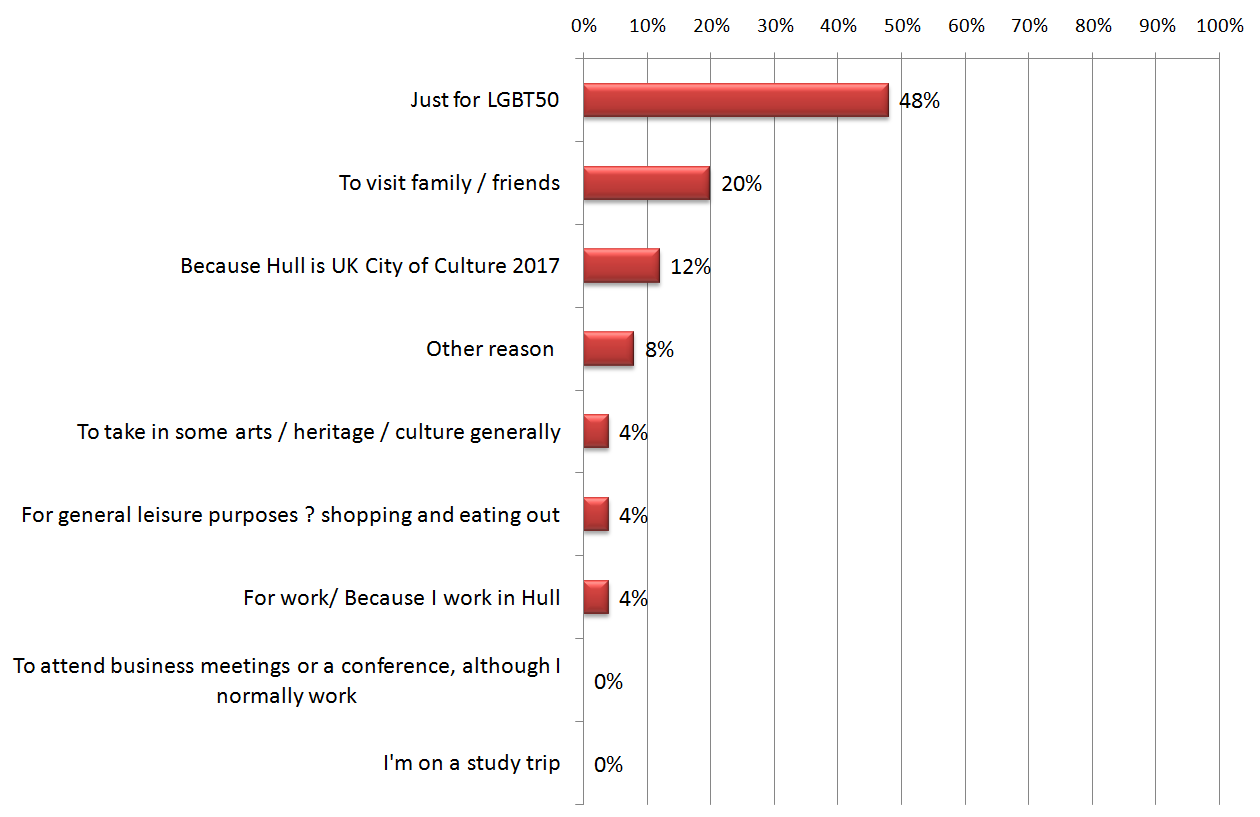 0% 10% 20% 30% 40% 50% 60% 70% 80% 90% 100%
Just for LGBT50 48%
To visit family / friends 20%
Because Hull is UK City of Culture 2017 12%
Other reason 8%
To take in some arts / heritage / culture generally 4%
For general leisure purposes ? shopping and eating out 4%
For work/ Because I work in Hull 4%
To attend business meetings or a conference, although I
normally work 0%
I'm on a study trip 0%